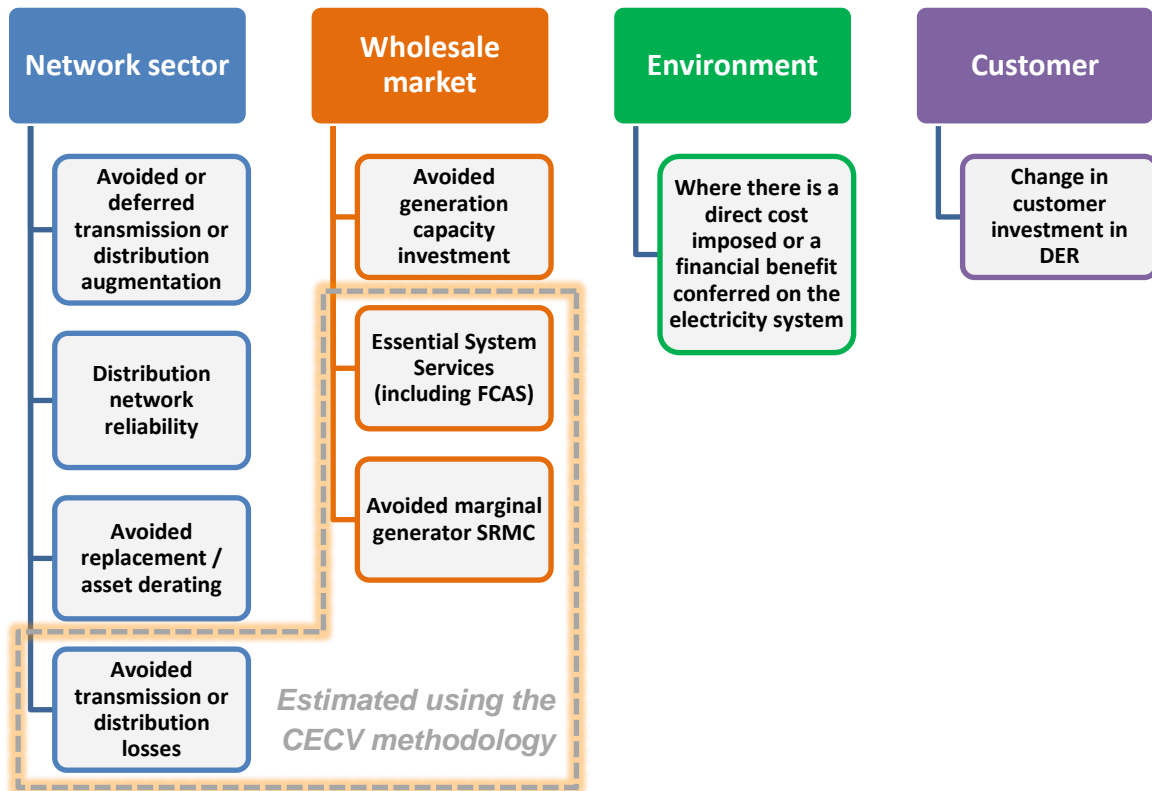 Network sector
Avoided or
deferred
transmission or
distribution
augmentation
Distribution
network
reliability
Avoided
replacement /
asset derating
Avoided
transmission or
distribution
losses
Wholesale
market
Avoided
generation
capacity
investment
Essential System
Services
(including FCAS)
Avoided marginal
generator SRMC
Estimated using the
CECV methodology
Environment
Where there is a
direct cost
imposed or a
financial benefit
conferred on the
electricity system
Customer
Change in
customer
investment in
DER